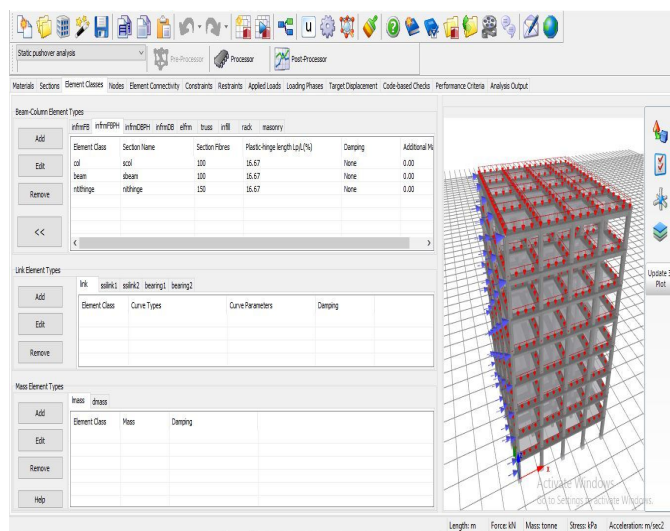 Static pushover analysis
Pre-Processor
Processor
Post-Processor
Materials Sections Element Classes Nodes Element Connectivity Constraints Restraints Applied Loads Loading Phases Target Displacement Code-based Checks Performance Criteria Analysis Output
Beam-Column Element Types
infrmFB infrmFBPH infrmDBPH infrmDB elfrm truss infill rack masonry
Add
Edit
Remove
<<
Element Class Section Name Section Fibres Plastic-hinge length Lp/L(%) Damping Additional Ma
col scol 100 16.67 None 0.00
beam sbeam 100 16.67 None 0.00
nithinge 150 16.67 None 0.00
Link Element Types
link sslink1 sslink2 bearing1 bearing2
Add
Edit
Remove
Element Class Curve Types Curve Parameters Damping
Mass Element Types
lmass dmass
Add
Edit
Remove
Help
Element Class Mass Damping
Update 3
Plot
1
Activate Windows
Go to Settings to activate Windows.
Length: m Force: kN Mass: tonne Stress: kPa Acceleration: m/sec2